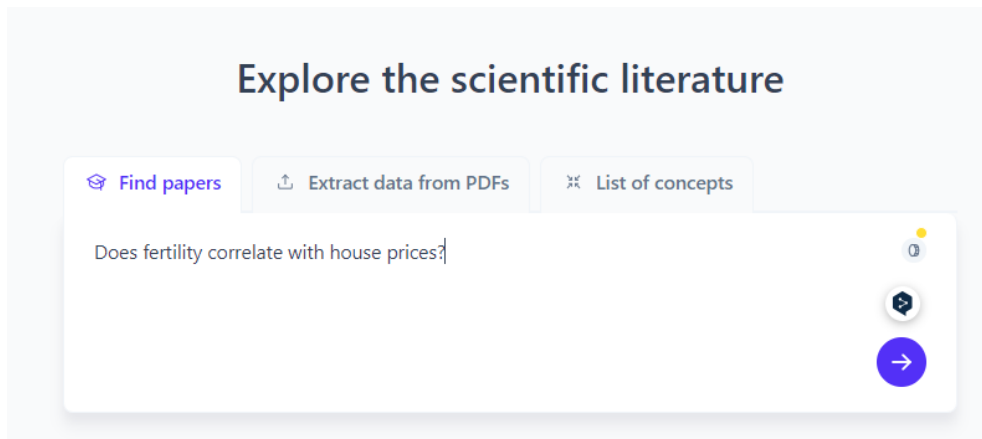 Explore the scientific literature
Find papers
Extract data from PDFs
List of concepts
Does fertility correlate with house prices?